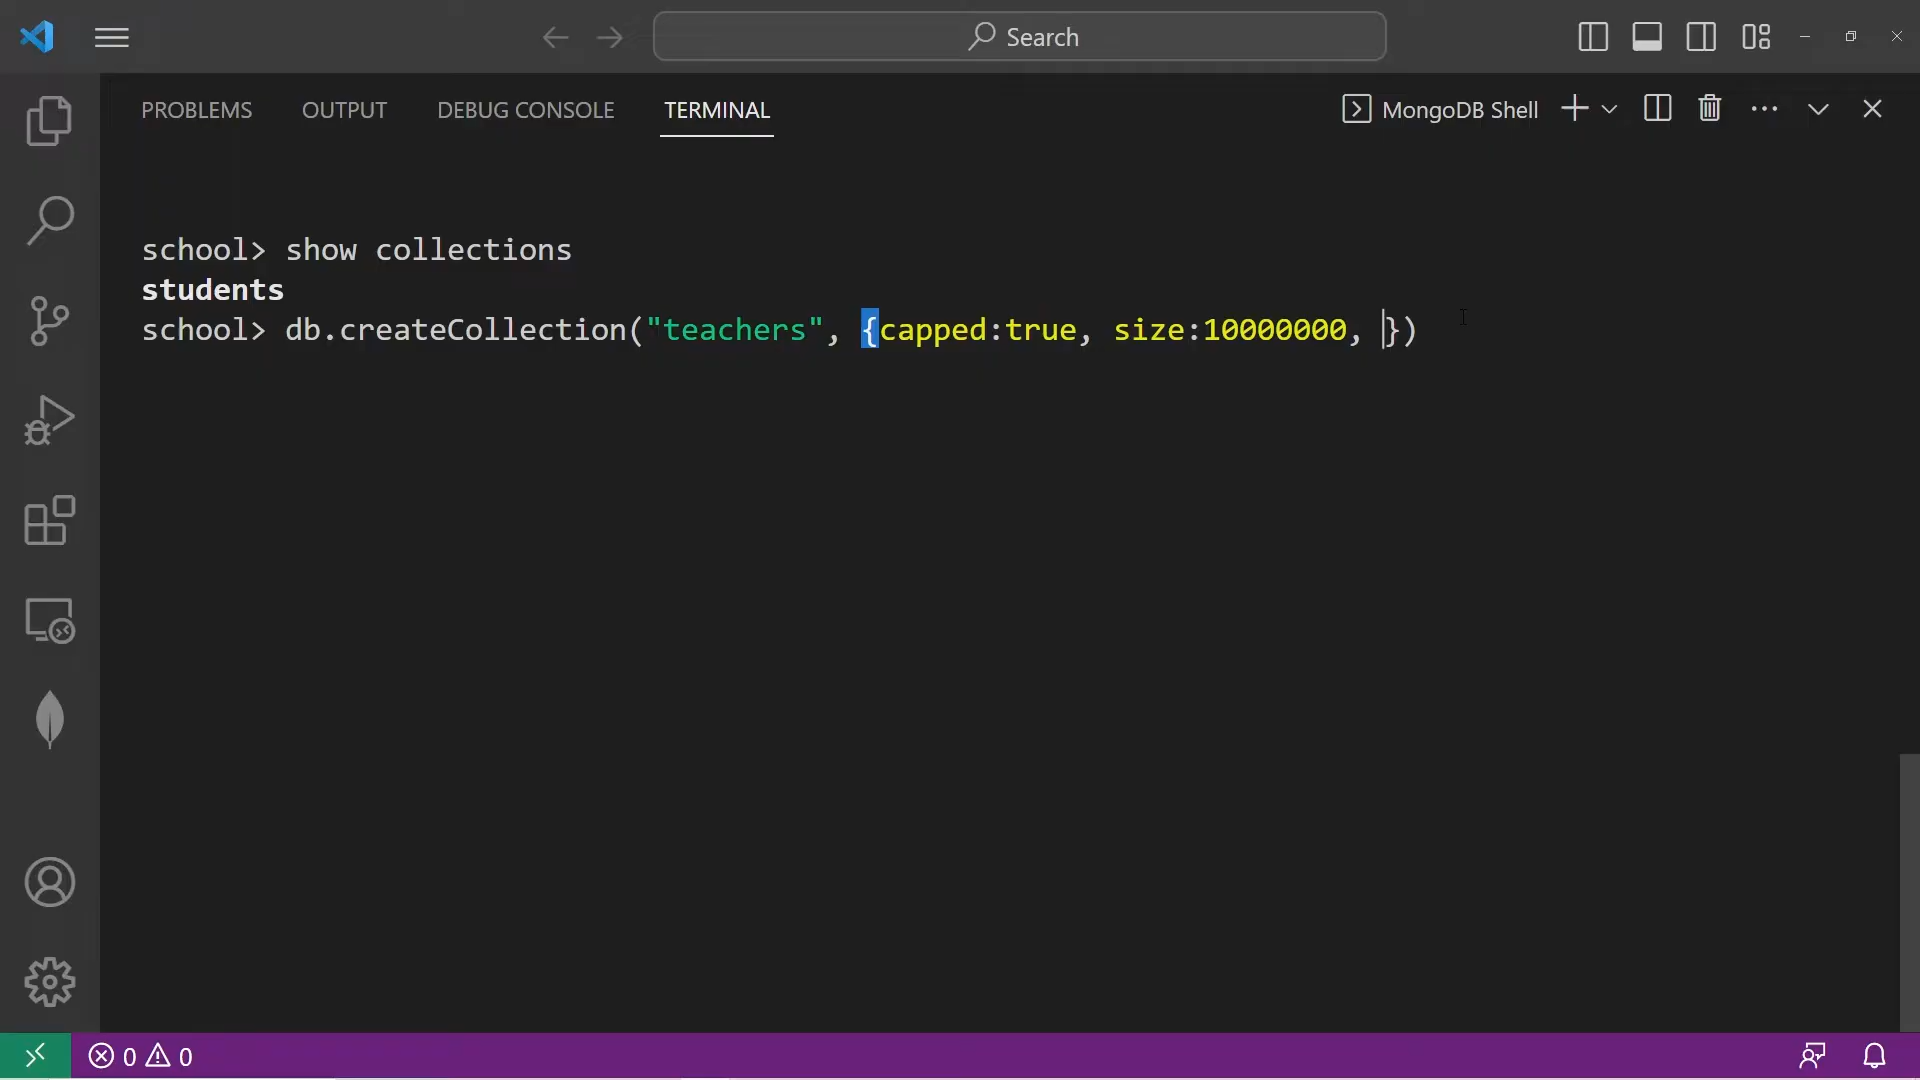 Search
PROBLEMS OUTPUT DEBUG CONSOLE TERMINAL MongoDB Shell
school> show collections
students
school> db.createCollection("teachers", {capped:true, size:10000000, })
0 0